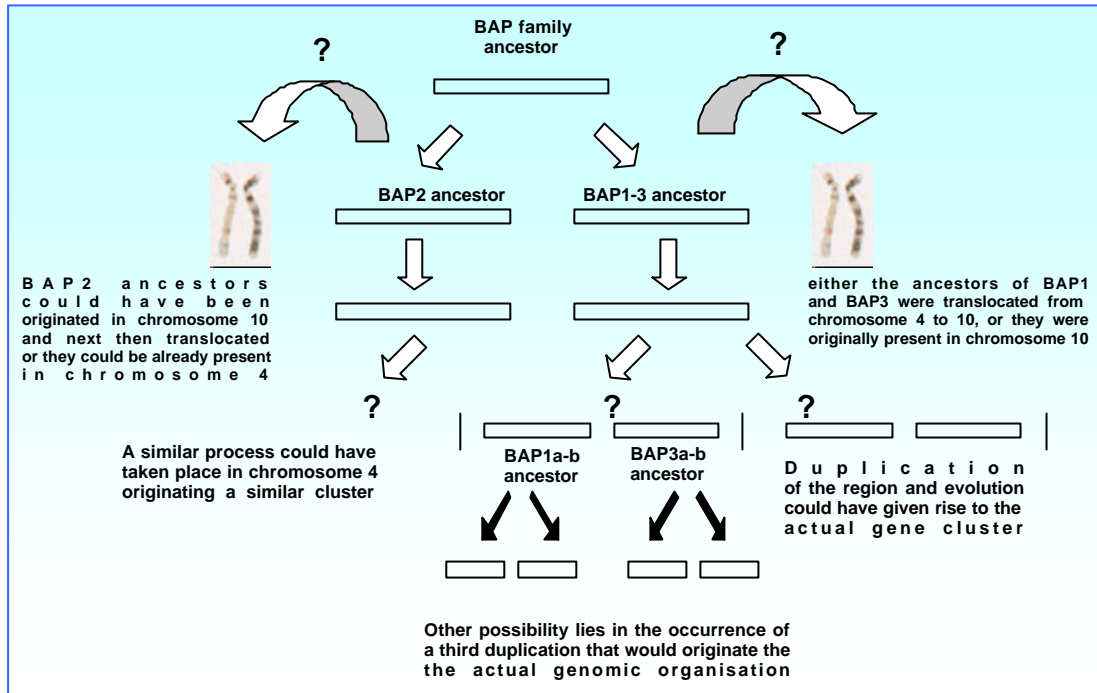 BAP family
ancestor
?
?
BAP2 ancestor
BAP1-3 ancestor
BAP2 ancestors
could have been
originated in chromosome 10
and next then translocated
or they could be already present
in chromosome 4
either the ancestors of BAP1
and BAP3 were translocated from
chromosome 4 to 10, or they were
originally present in chromosome 10
?
?
?
A similar process could have
taken place in chromosome 4
originating a similar cluster
BAP1a-b
ancestor
BAP3a-b
ancestor
Duplication
of the region and evolution
could have given rise to the
actual gene cluster
Other possibility lies in the occurrence of
a third duplication that would originate the
the actual genomic organisation